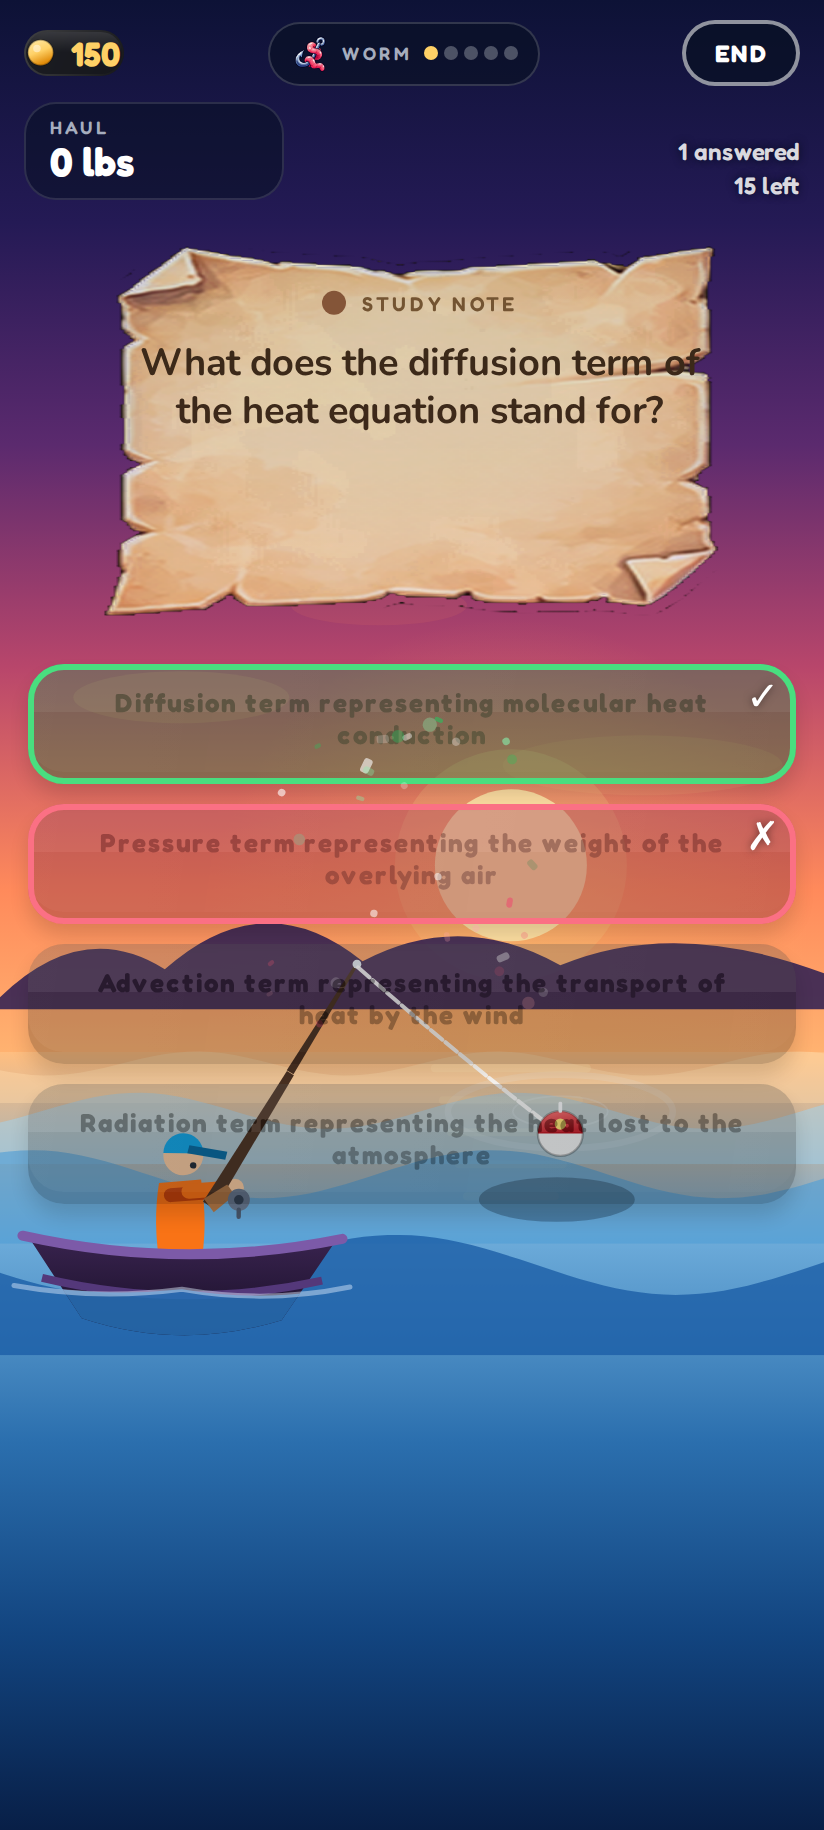 150
WORM
END
HAUL
0 lbs
1 answered
15 left
STUDY NOTE
What does the diffusion term of
the heat equation stand for?
Diffusion term representing molecular heat
conduction
✓
Pressure term representing the weight of the
overlying air
✗
Advection term representing the transport of
heat by the wind
Radiation term representing the heat lost to the
atmosphere